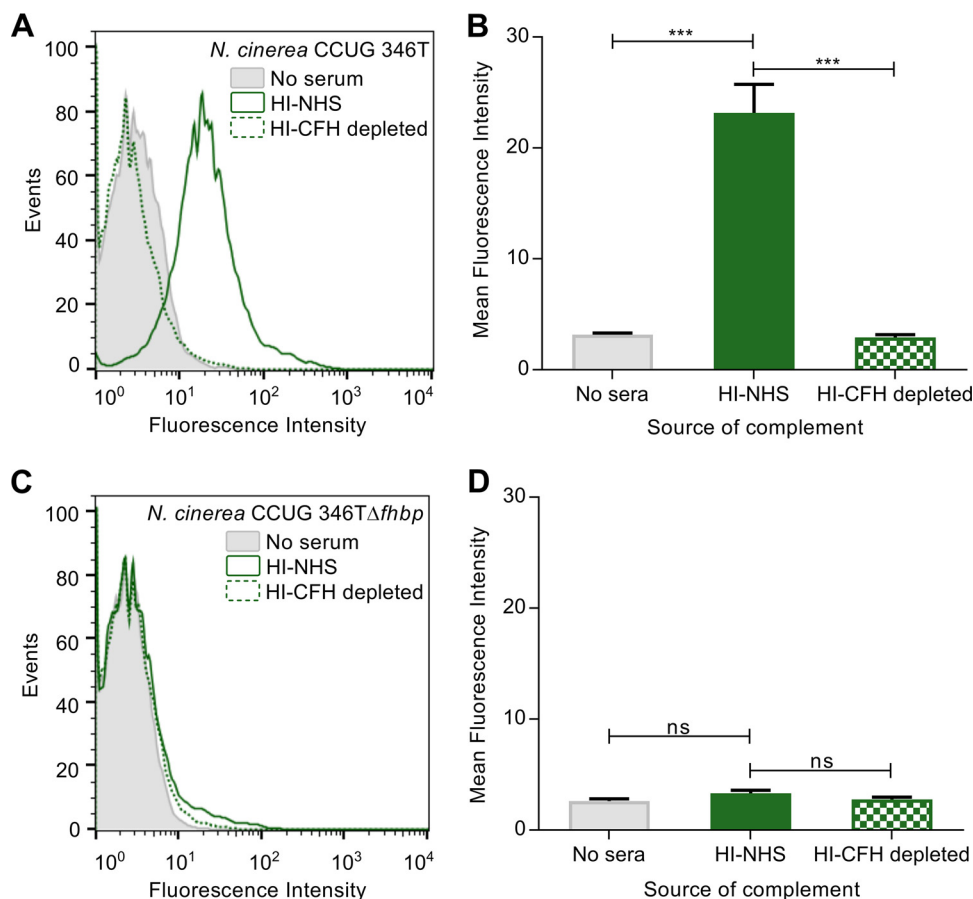 A
N. cinerea CCUG 346T
No serum
HI-NHS
HI-CFH depleted
Events
100
80
60
40
20
0
10⁰ 10¹ 10² 10³ 10⁴
Fluorescence Intensity
B
Mean Fluorescence Intensity
30
20
10
0
***
***
No sera HI-NHS HI-CFH depleted
Source of complement
C
N. cinerea CCUG 346TΔfhbp
No serum
HI-NHS
HI-CFH depleted
Events
100
80
60
40
20
0
10⁰ 10¹ 10² 10³ 10⁴
Fluorescence Intensity
D
Mean Fluorescence Intensity
30
20
10
0
ns
ns
No sera HI-NHS HI-CFH depleted
Source of complement